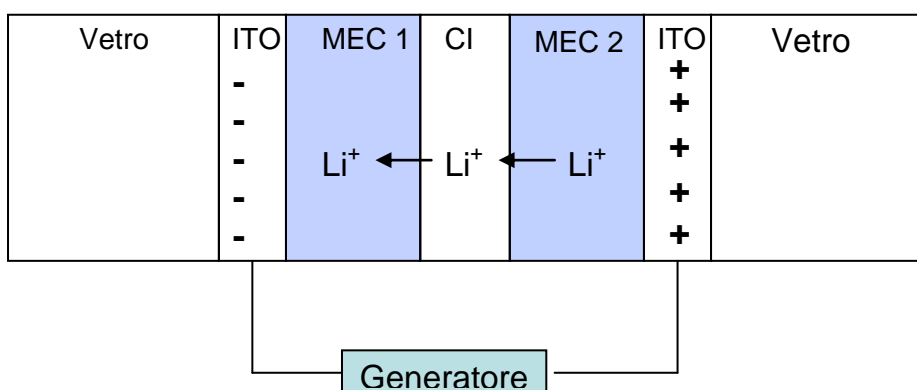 Vetro ITO MEC 1 CI MEC 2 ITO Vetro
- +
- +
- +
- +
- +
Li⁺ Li⁺ Li⁺
Generatore